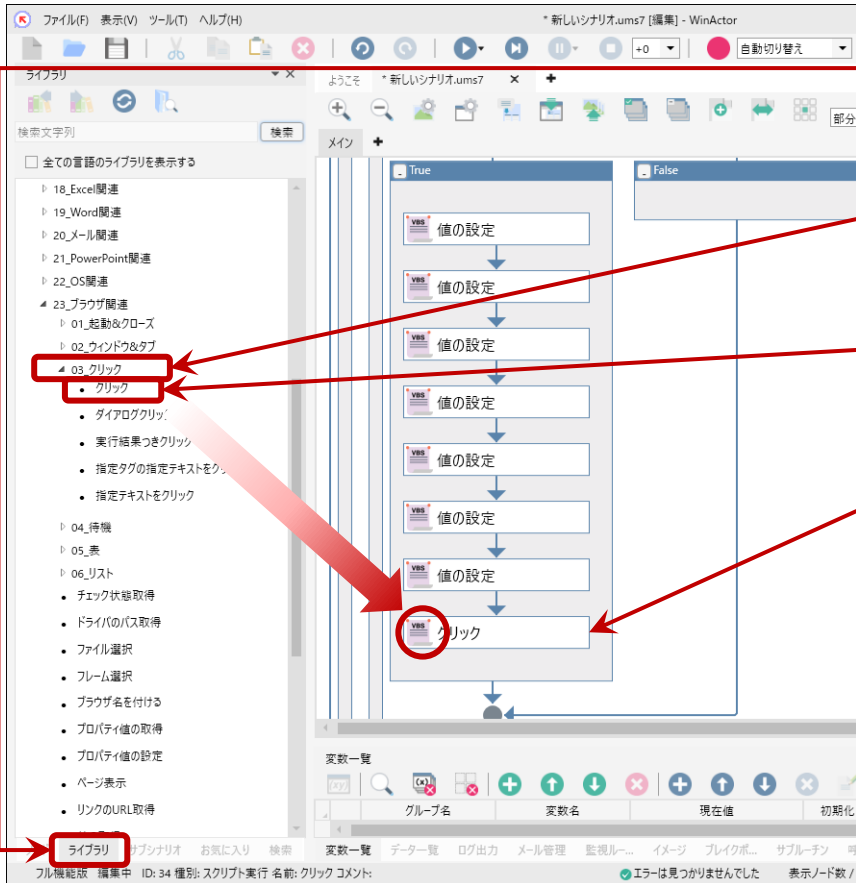 ファイル(F) 表示(V) ツール(T) ヘルプ(H)
* 新しいシナリオ.ums7 [編集] - WinActor
+0
自動切り替え
ライブラリ
ようこそ
* 新しいシナリオ.ums7
検索文字列
検索
部分
メイン
全ての言語のライブラリを表示する
18_Excel関連
19_Word関連
20_メール関連
21_PowerPoint関連
22_OS関連
23_ブラウザ関連
01_起動&クローズ
02_ウィンドウ&タブ
03_クリック
クリック
ダイアログクリッ
実行結果つきクリック
指定タグの指定テキストをク
指定テキストをクリック
04_待機
05_表
06_リスト
チェック状態取得
ドライバのパス取得
ファイル選択
フレーム選択
ブラウザ名を付ける
プロパティ値の取得
プロパティ値の設定
ページ表示
リンクのURL取得
True
False
VBS 値の設定
VBS 値の設定
VBS 値の設定
VBS 値の設定
VBS 値の設定
VBS 値の設定
VBS 値の設定
VBS クリック
変数一覧
グループ名 変数名 現在値 初期化
ライブラリ サブシナリオ お気に入り 検索
変数一覧 データ一覧 ログ出力 メール管理 監視ルー... イメージ ブレイクポ... サブルーチン
フル機能版 編集中 ID: 34 種別: スクリプト実行 名前: クリック コメント:
エラーは見つかりませんでした
表示ノード数 /